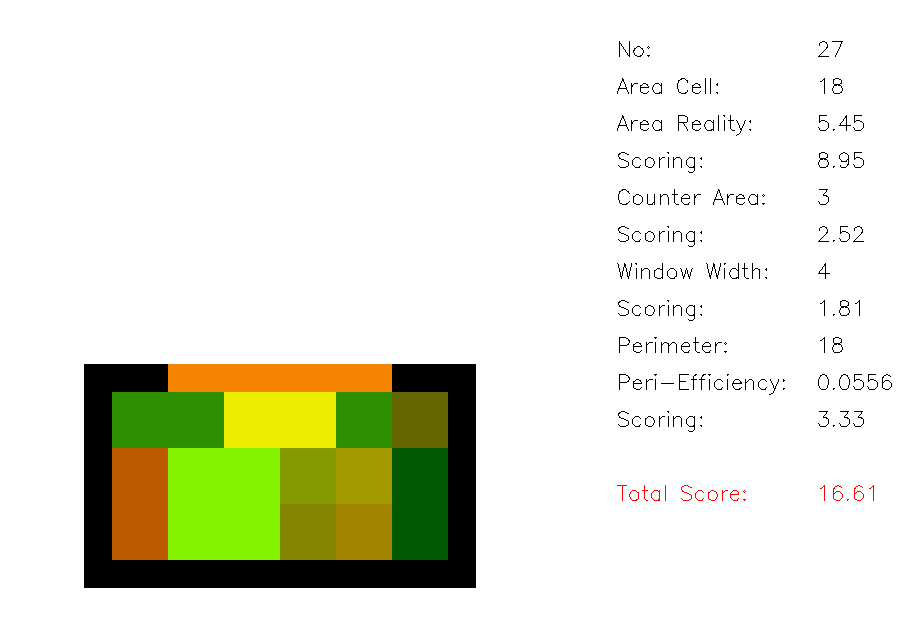 No: 27
Area Cell: 18
Area Reality: 5.45
Scoring: 8.95
Counter Area: 3
Scoring: 2.52
Window Width: 4
Scoring: 1.81
Perimeter: 18
Peri-Efficiency: 0.0556
Scoring: 3.33
Total Score: 16.61